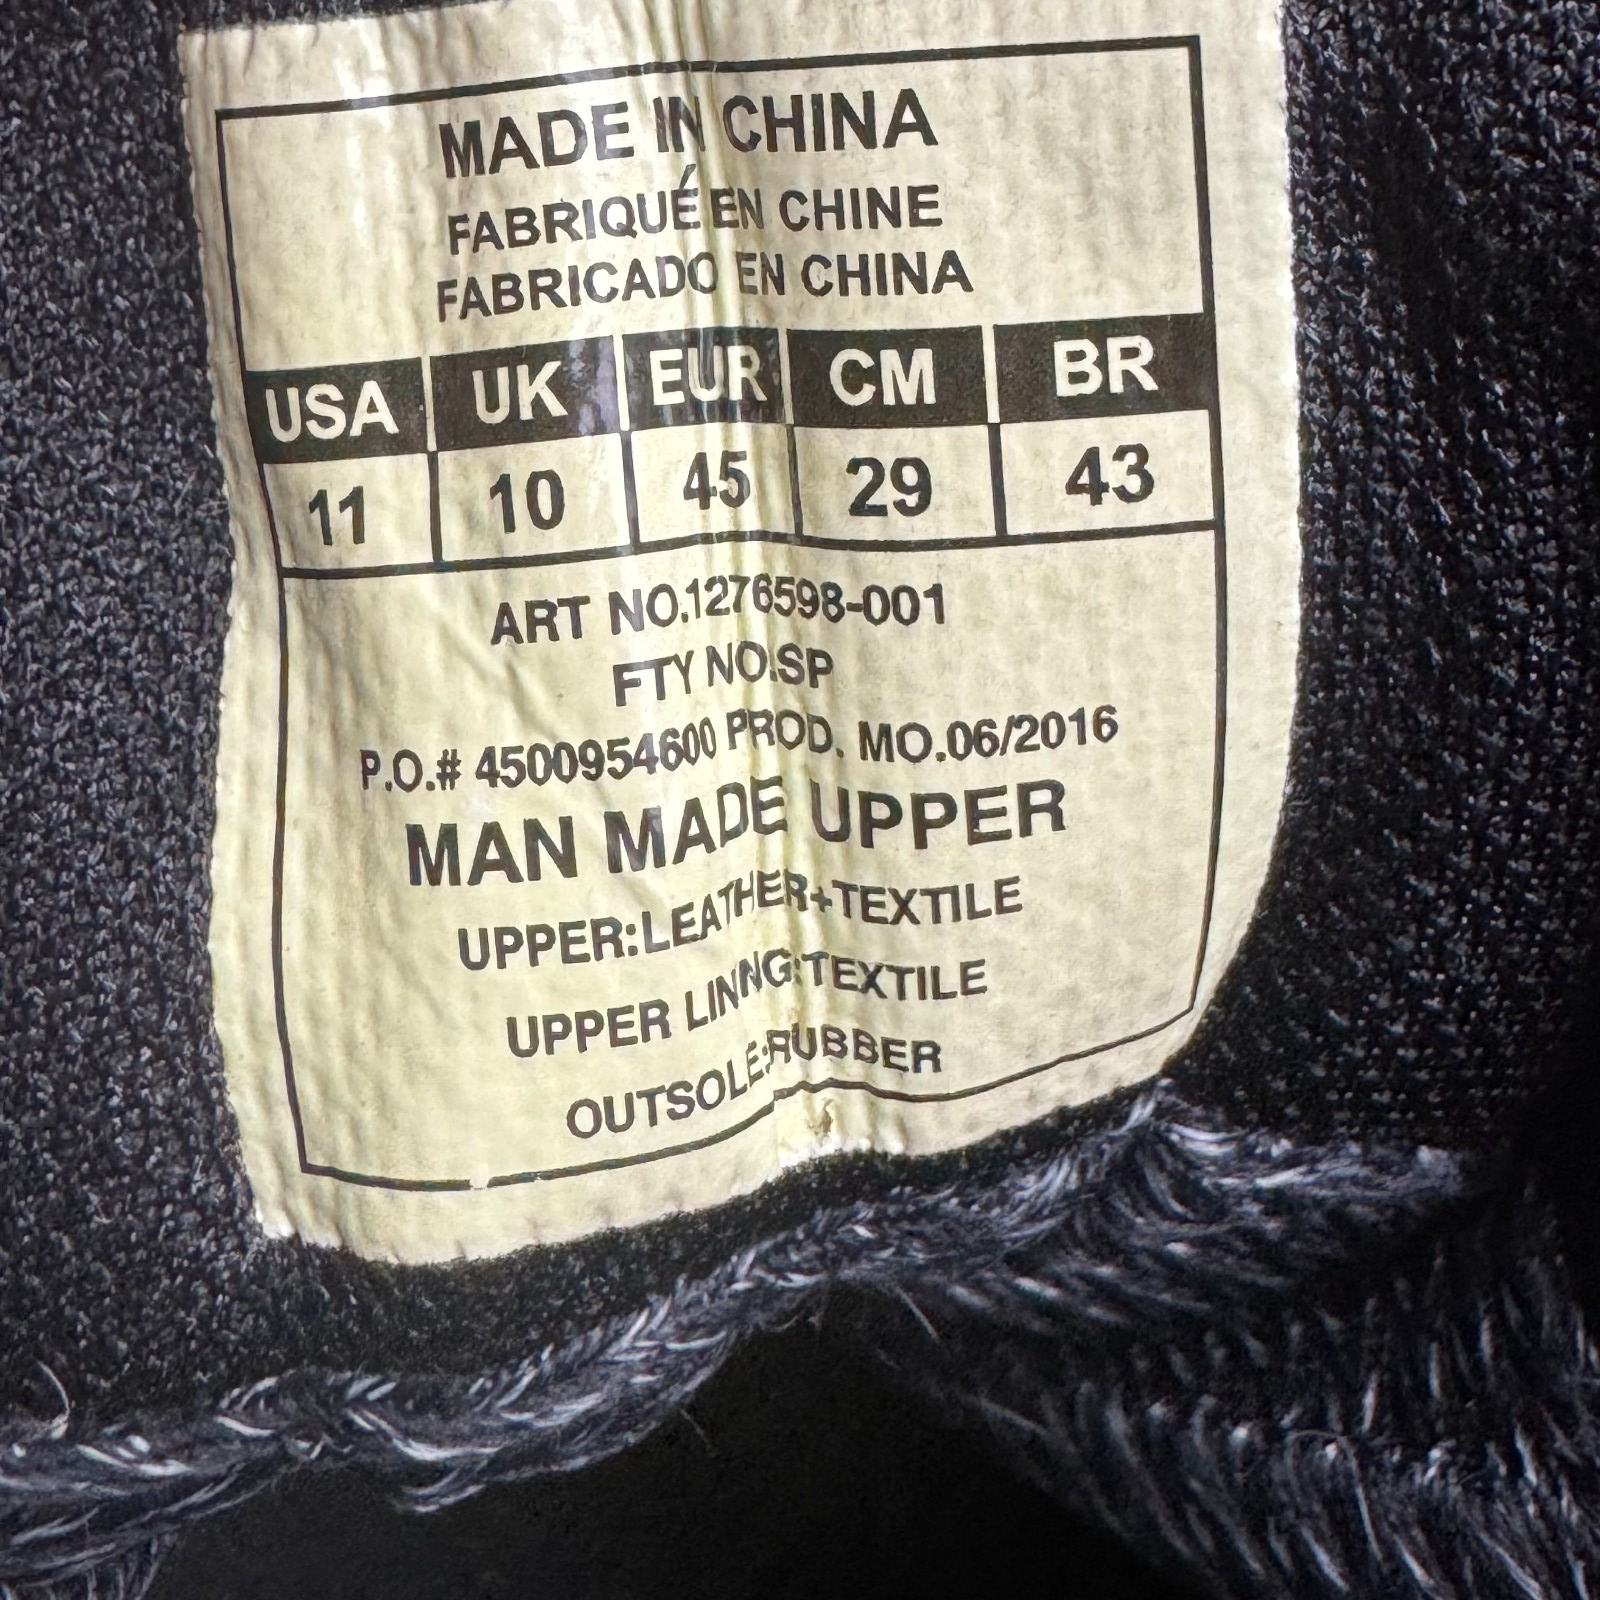 MADE IN CHINA
FABRIQUÉ EN CHINE
FABRICADO EN CHINA
USA UK EUR CM BR
11 10 45 29 43
ART NO.1276598-001
FTY NO:SP
P.O.# 4500954600 PROD. MO.06/2016
MAN MADE UPPER
UPPER:LEATHER+TEXTILE
UPPER LINNG:TEXTILE
OUTSOLE:RUBBER